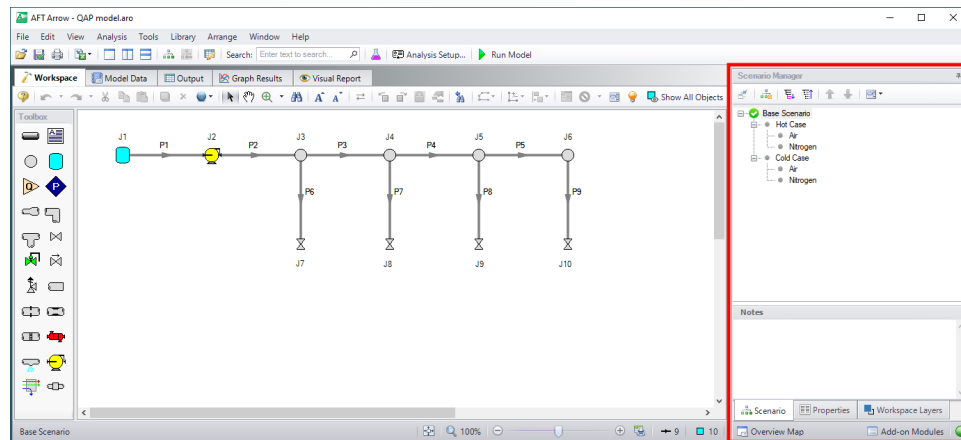 AFT Arrow - QAP model.aro
File Edit View Analysis Tools Library Arrange Window Help
Search: Enter text to search... Analysis Setup... Run Model
Workspace Model Data Output Graph Results Visual Report
Scenario Manager
A A Show All Objects
Toolbox
Base Scenario
Hot Case
Air
Nitrogen
Cold Case
Air
Nitrogen
J1 J2 J3 J4 J5 J6
P1 P2 P3 P4 P5
P6 P7 P8 P9
Q P
J7 J8 J9 J10
Notes
Scenario Properties Workspace Layers
Base Scenario 100% 9 10 Overview Map Add-on Modules